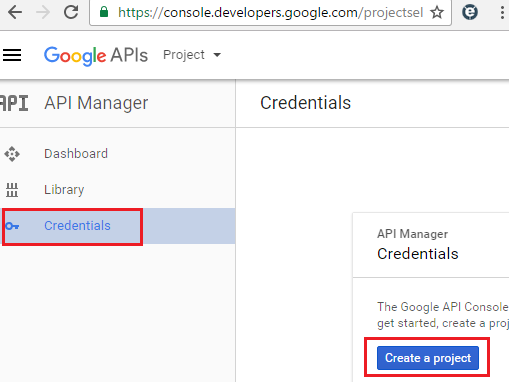 https://console.developers.google.com/projectsel
Google APIs Project
API API Manager
Credentials
Dashboard
Library
Credentials
API Manager
Credentials
The Google API Console
get started, create a proj
Create a project